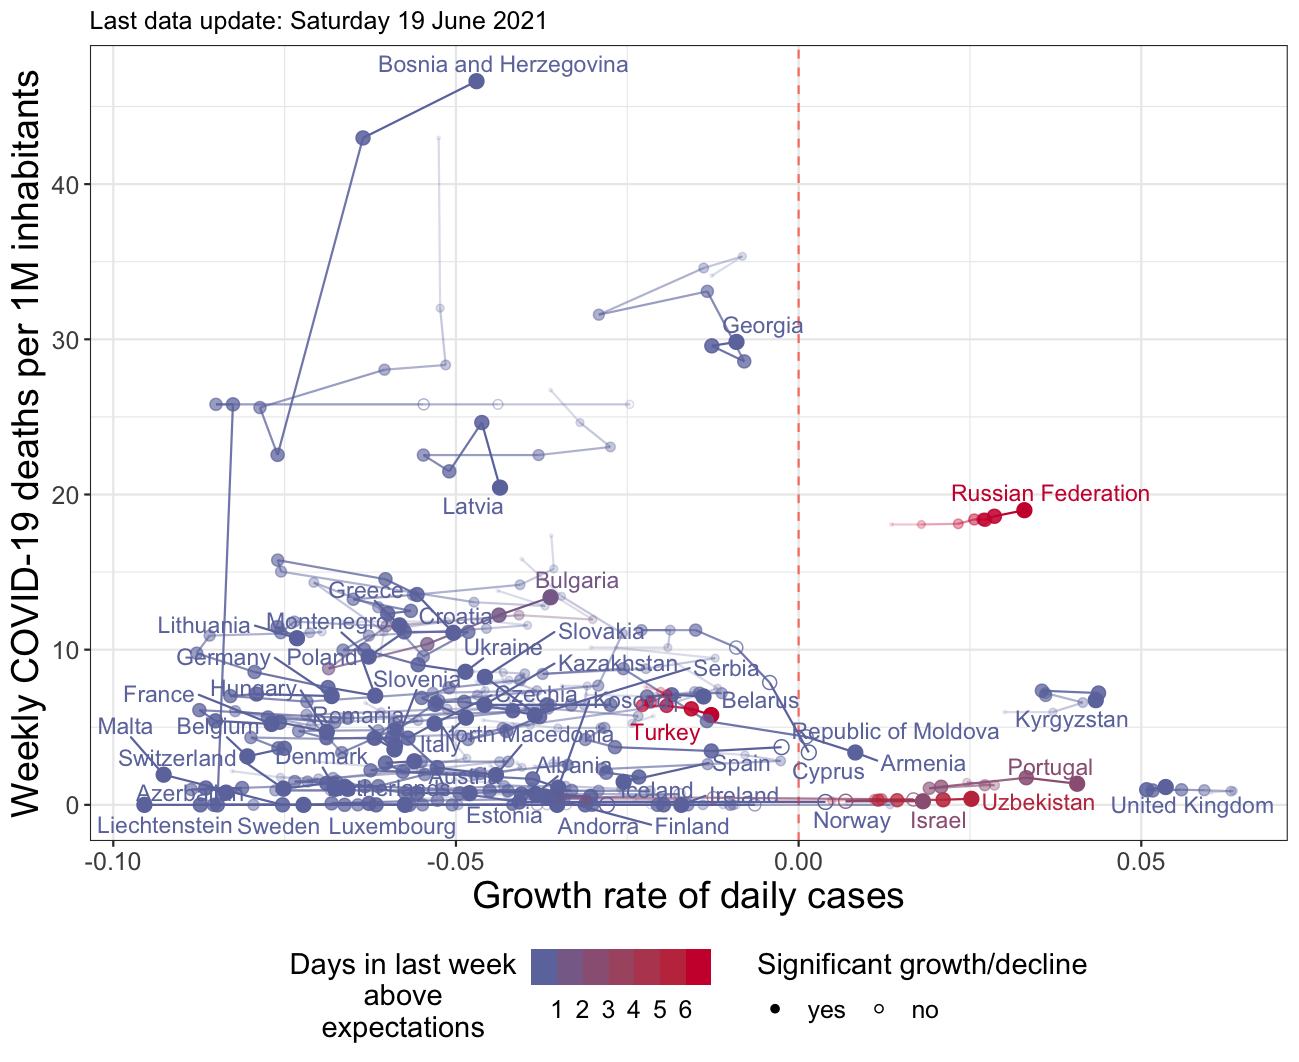 Last data update: Saturday 19 June 2021
Weekly COVID-19 deaths per 1M inhabitants
40
30
20
10
0
Bosnia and Herzegovina
Georgia
Latvia
Russian Federation
Bulgaria
Greece
Lithuania
Montenegro
Croatia
Slovakia
Ukraine
Germany
Poland
Kazakhstan
Serbia
Slovenia
France
Hungary
Czechia
Kosovo
Belarus
Kyrgyzstan
Malta
Belgium
Romania
Italy
North Macedonia
Turkey
Republic of Moldova
Switzerland
Denmark
Albania
Spain
Cyprus
Armenia
Portugal
Austria
Azerbaijan
Netherlands
Iceland
Ireland
Uzbekistan
United Kingdom
Estonia
Norway
Israel
Liechtenstein
Sweden
Luxembourg
Andorra
Finland
-0.10
-0.05
0.00
0.05
Growth rate of daily cases
Days in last week
above
expectations
1 2 3 4 5 6
Significant growth/decline
yes
no